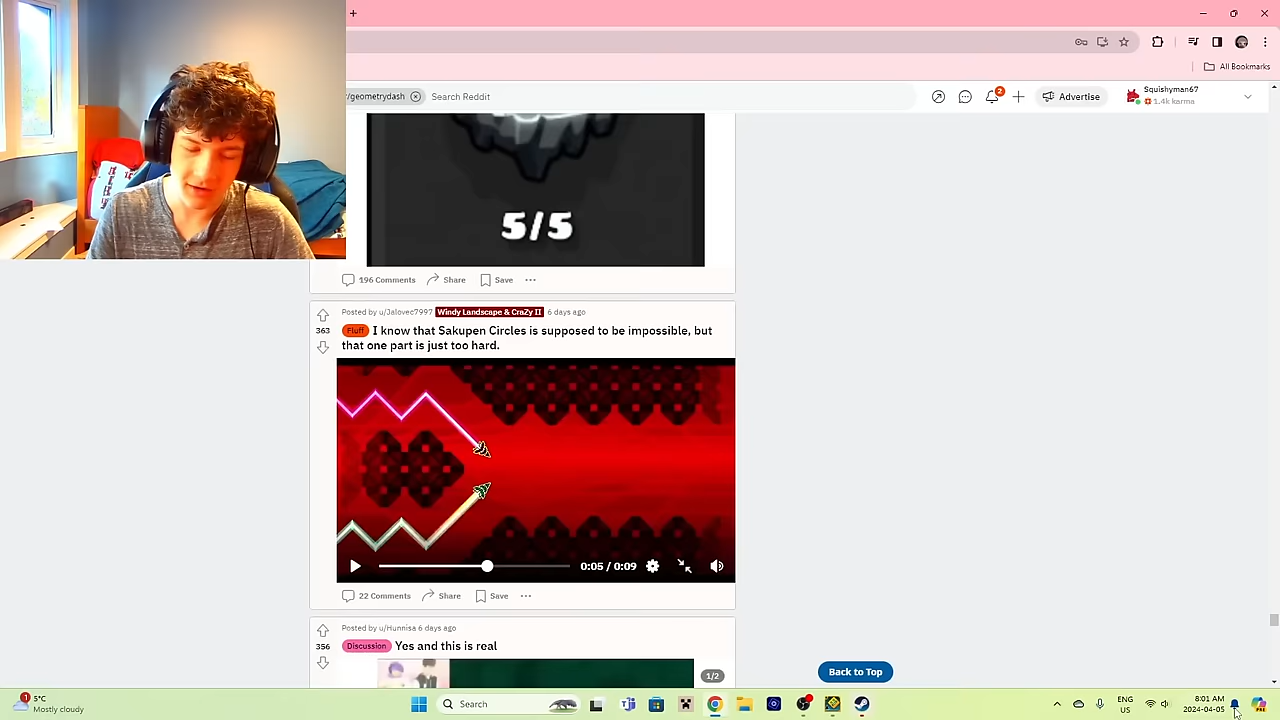 All Bookmarks
/geometrydash
Search Reddit
2
Advertise
Squishyman67
1.4k karma
5/5
196 Comments
Share
Save
Posted by u/Jalovec7997 Windy Landscape & CraZy II 6 days ago
363
Fluff I know that Sakupen Circles is supposed to be impossible, but
that one part is just too hard.
0:05 / 0:09
22 Comments
Share
Save
Posted by u/Hunnisa 6 days ago
356
Discussion Yes and this is real
1/2
Back to Top
1
5°C
Mostly cloudy
Search
ENG
US
8:01 AM
2024-04-05